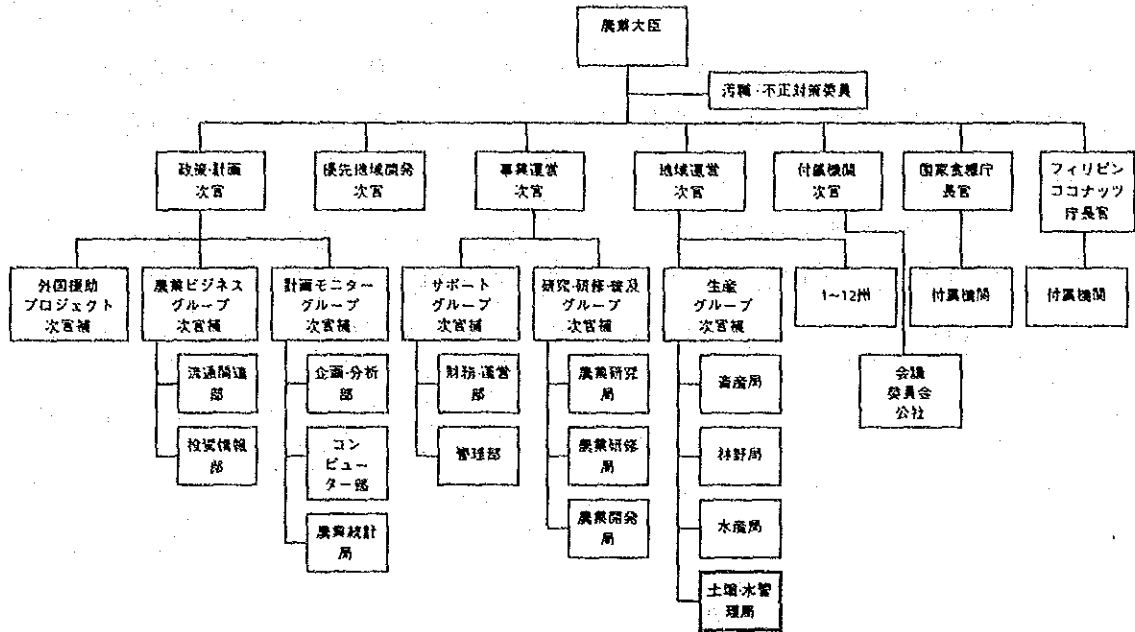 農業大臣
汚職・不正対策委員
政策・計画
次官
優先地域開発
次官
事業運営
次官
地域運営
次官
付属機関
次官
国家食糧庁
長官
フィリピン
ココナッツ
庁長官
外国援助
プロジェクト
次官補
農業ビジネス
グループ
次官補
計画モニター
グループ
次官補
サポート
グループ
次官補
研究・研修・普及
グループ
次官補
生産
グループ
次官補
1~12州
付属機関
付属機関
流通関連
部
企画・分析
部
財務・運営
部
農業研究
局
畜産局
会議
委員会
公社
投資情報
部
コン
ピュー
ター部
管理部
農業研修
局
林野局
農業統計
局
農業開発
局
水産局
土壌・水管
理局